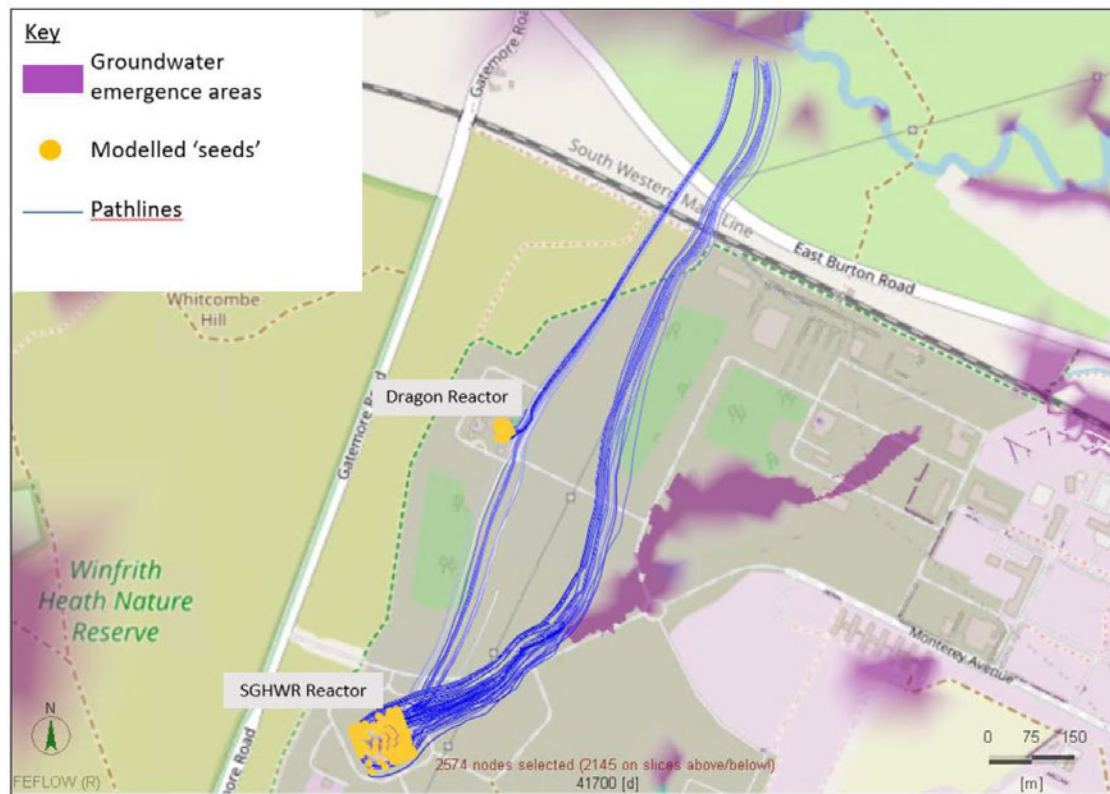 Key
Groundwater
emergence areas
Modelled ‘seeds’
Pathlines
Gatemore Road
South Western Main Line
East Burton Road
Whitcombe
Hill
Dragon Reactor
Gatemore Road
Winfrith
Heath Nature
Reserve
Monterey Avenue
SGHWR Reactor
Gatemore Road
N
0 75 150
[m]
2574 nodes selected (2145 on slices above/below!)
41700 [d]
FEFLOW (R)